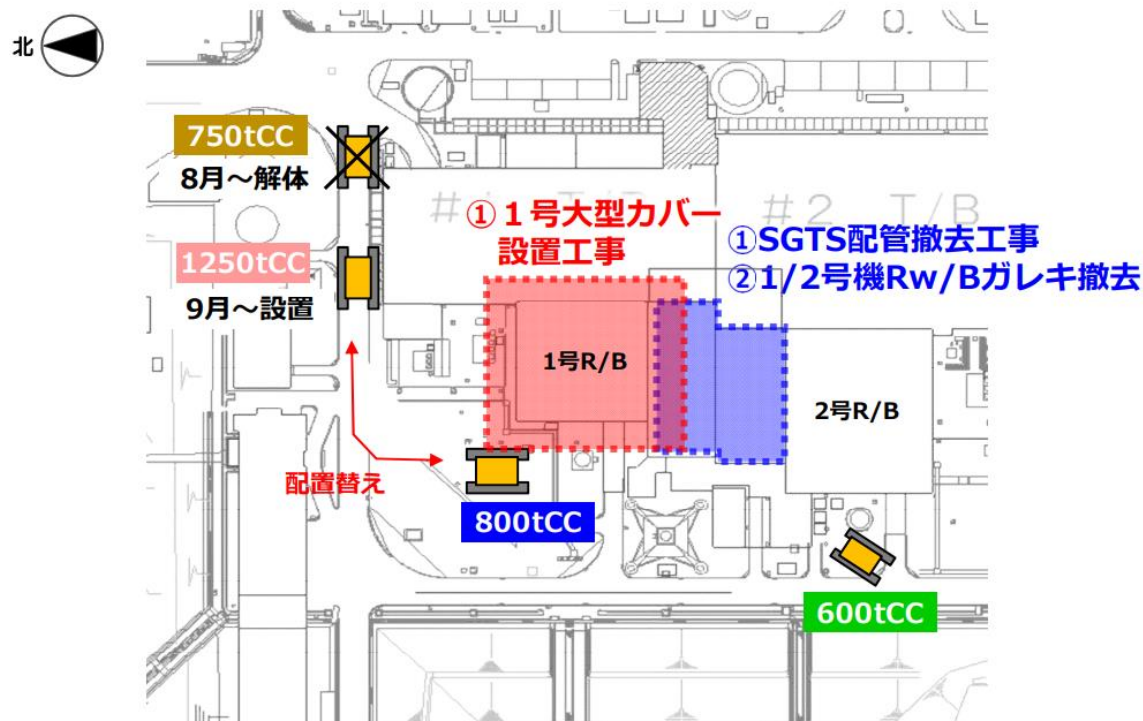 北
750tCC
8月～解体
1250tCC
9月～設置
配置替え
# 1 T/B
①１号大型カバー
設置工事
# 2 T/B
①SGTS配管撤去工事
②1/2号機Rw/Bガレキ撤去
1号R/B
2号R/B
800tCC
600tCC